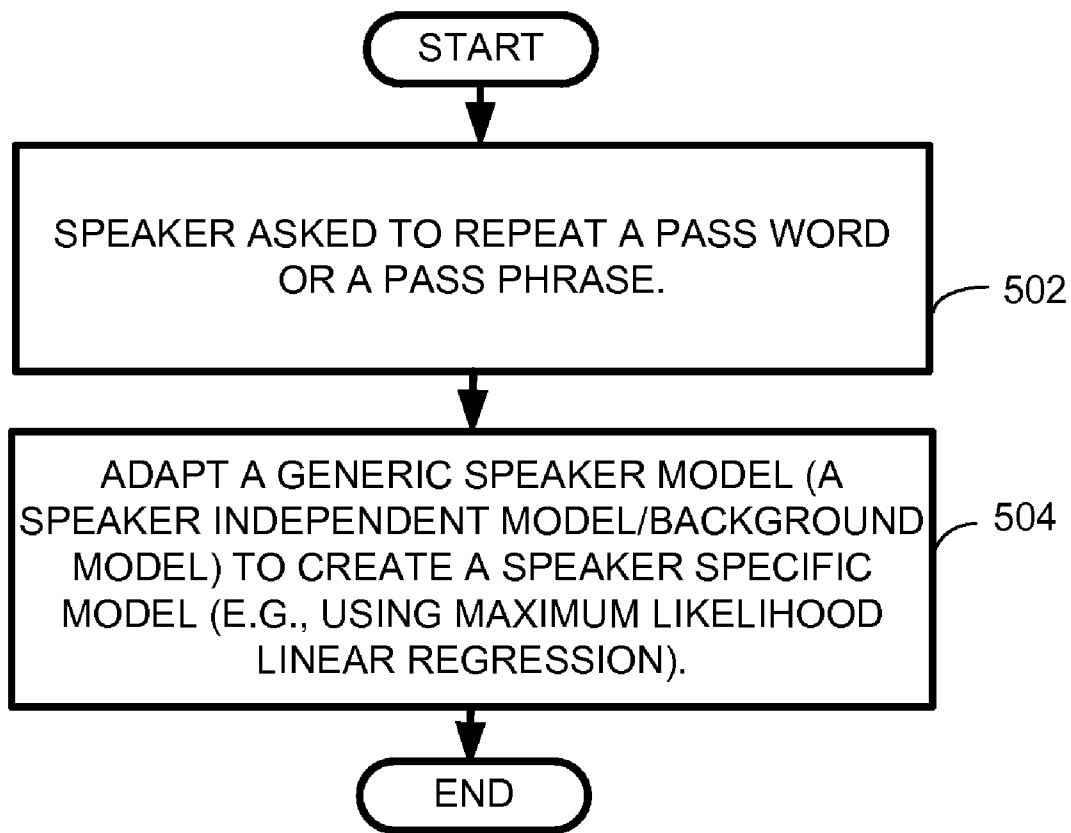 START
SPEAKER ASKED TO REPEAT A PASS WORD
OR A PASS PHRASE.
502
ADAPT A GENERIC SPEAKER MODEL (A
SPEAKER INDEPENDENT MODEL/BACKGROUND
MODEL) TO CREATE A SPEAKER SPECIFIC
MODEL (E.G., USING MAXIMUM LIKELIHOOD
LINEAR REGRESSION).
504
END